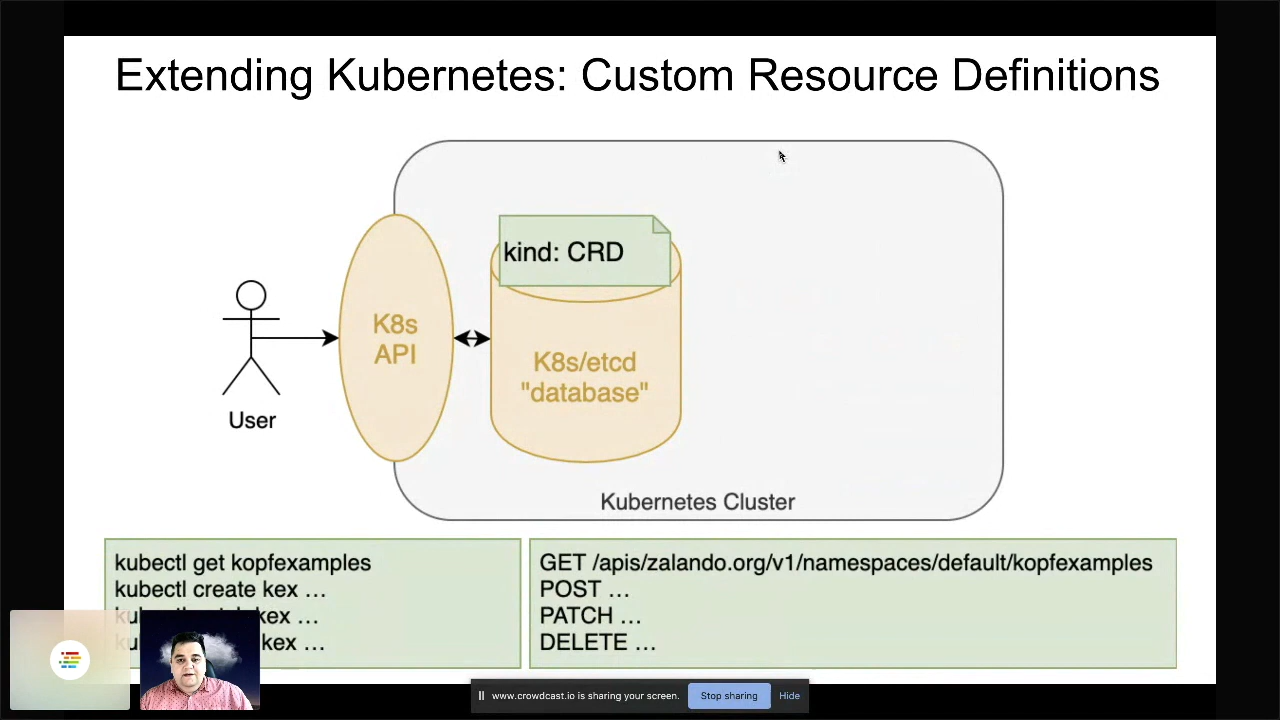 Extending Kubernetes: Custom Resource Definitions
kind: CRD
K8s
API
K8s/etcd
"database"
User
Kubernetes Cluster
kubectl get kopfexamples
kubectl create kex …
kex …
kex …
GET /apis/zalando.org/v1/namespaces/default/kopfexamples
POST …
PATCH …
DELETE …
www.crowdcast.io is sharing your screen.
Stop sharing
Hide